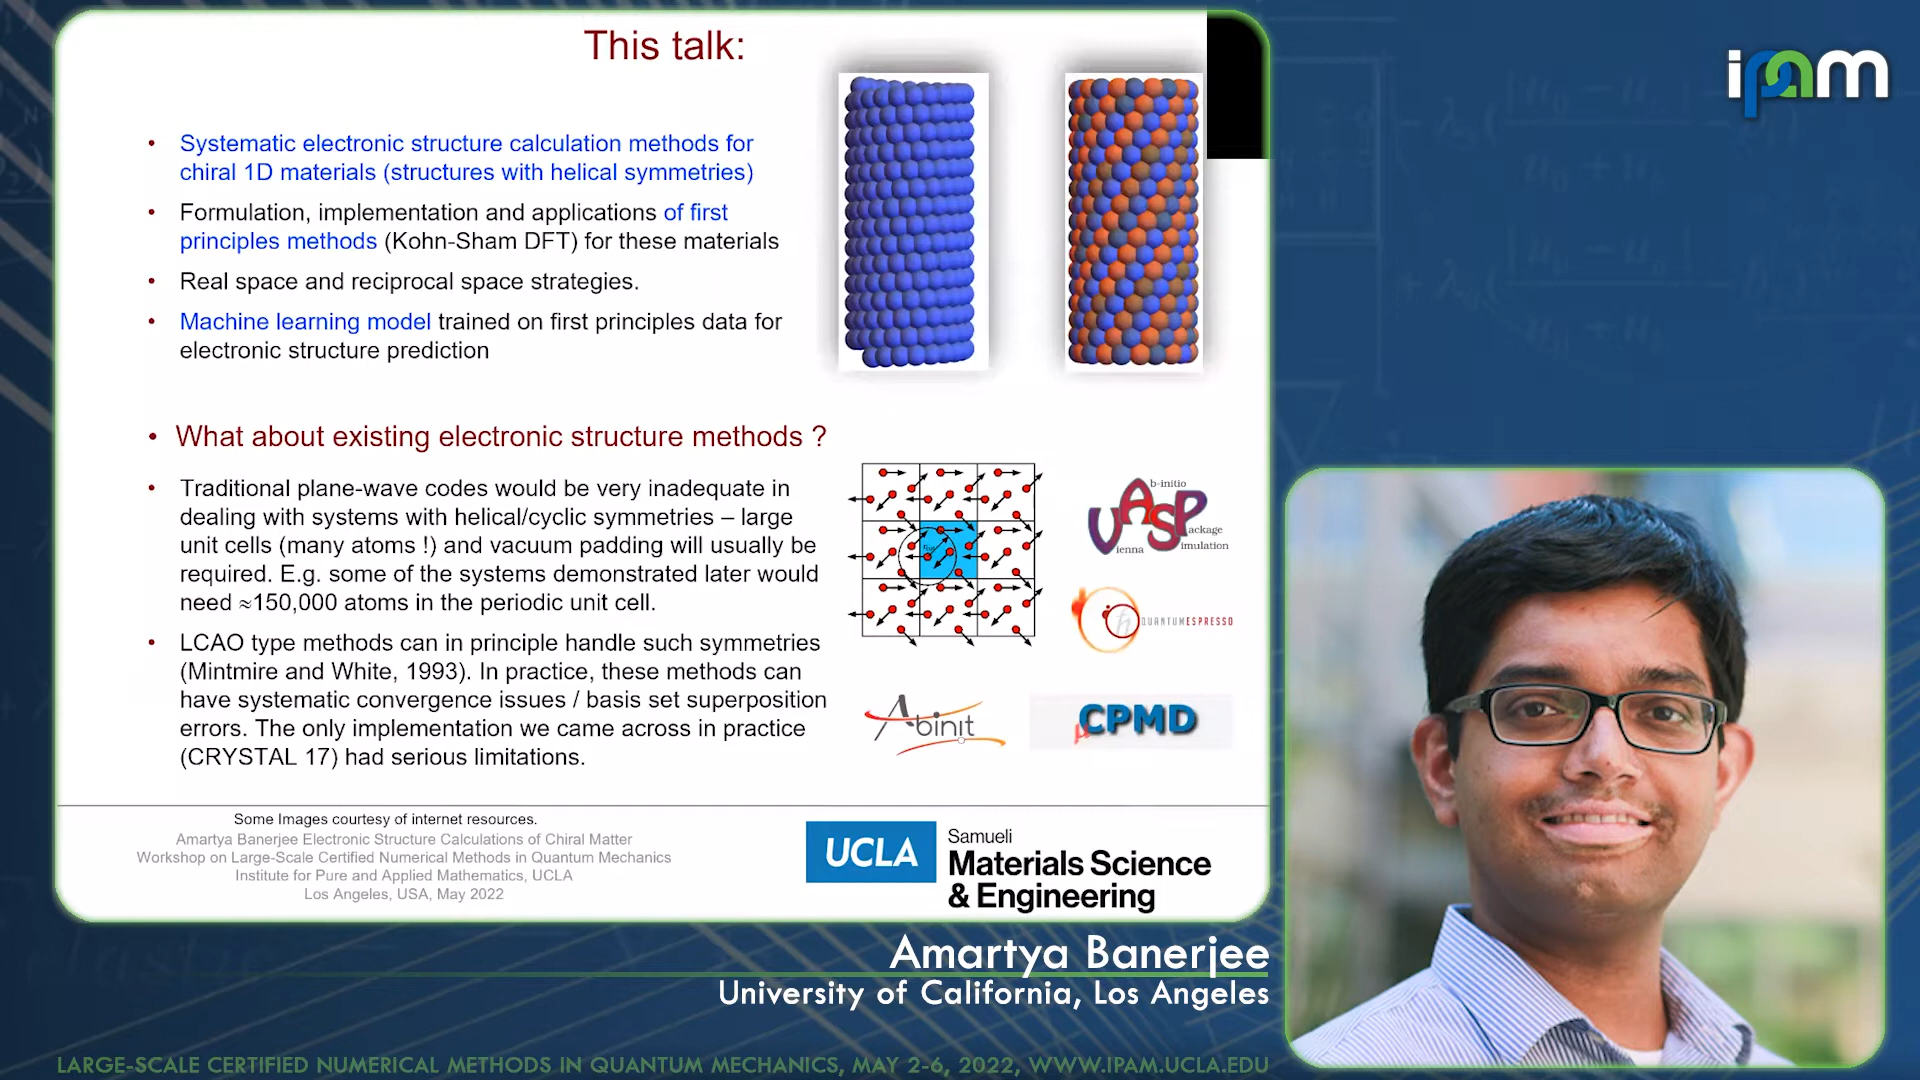 This talk:
• Systematic electronic structure calculation methods for
chiral 1D materials (structures with helical symmetries)
• Formulation, implementation and applications of first
principles methods (Kohn-Sham DFT) for these materials
• Real space and reciprocal space strategies.
• Machine learning model trained on first principles data for
electronic structure prediction
• What about existing electronic structure methods ?
• Traditional plane-wave codes would be very inadequate in
dealing with systems with helical/cyclic symmetries – large
unit cells (many atoms !) and vacuum padding will usually be
required. E.g. some of the systems demonstrated later would
need ≈150,000 atoms in the periodic unit cell.
• LCAO type methods can in principle handle such symmetries
(Mintmire and White, 1993). In practice, these methods can
have systematic convergence issues / basis set superposition
errors. The only implementation we came across in practice
(CRYSTAL 17) had serious limitations.
b-initio
VASP
ackage
imulation
ienna
QUANTUMESPRESSO
Abinit
CPMD
Some Images courtesy of internet resources.
Amartya Banerjee Electronic Structure Calculations of Chiral Matter
Workshop on Large-Scale Certified Numerical Methods in Quantum Mechanics
Institute for Pure and Applied Mathematics, UCLA
Los Angeles, USA, May 2022
UCLA
Samueli
Materials Science
& Engineering
ipam
Amartya Banerjee
University of California, Los Angeles
LARGE-SCALE CERTIFIED NUMERICAL METHODS IN QUANTUM MECHANICS, MAY 2-6, 2022, WWW.IPAM.UCLA.EDU